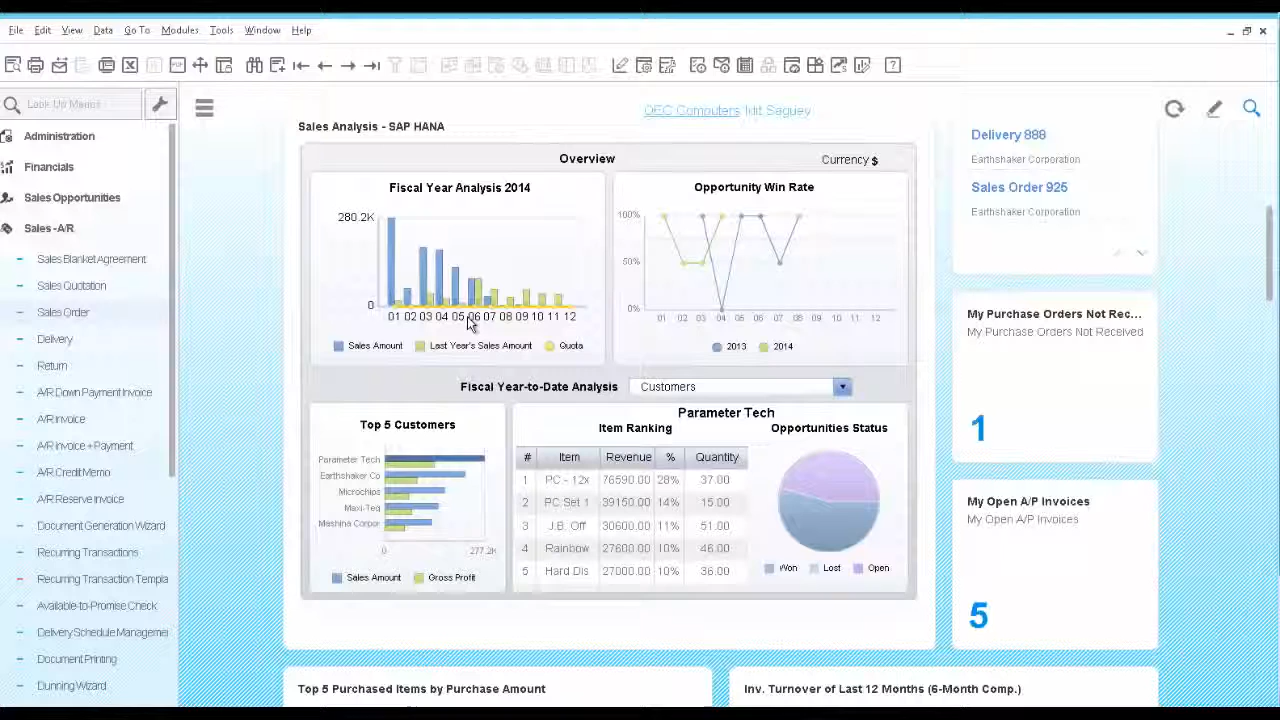 File Edit View Data Go To Modules Tools Window Help
Look Up Menus
Administration
Financials
Sales Opportunities
Sales - A/R
Sales Blanket Agreement
Sales Quotation
Sales Order
Delivery
Return
A/R Down Payment Invoice
A/R Invoice
A/R Invoice + Payment
A/R Credit Memo
A/R Reserve Invoice
Document Generation Wizard
Recurring Transactions
Recurring Transaction Templa
Available-to-Promise Check
Delivery Schedule Manageme
Document Printing
Dunning Wizard
OEC Computers
Sales Analysis - SAP HANA
Overview
Currency $
Fiscal Year Analysis 2014
280.2K
0
01 02 03 04 05 06 07 08 09 10 11 12
Sales Amount Last Year's Sales Amount Quota
Opportunity Win Rate
100%
50%
0%
01 02 03 04 05 06 07 08 09 10 11 12
2013 2014
Fiscal Year-to-Date Analysis Customers
Top 5 Customers
Parameter Tech
Earthshaker Co
Microchips
Maxi-Teq
Mashina Corpor
0 277.2K
Sales Amount Gross Profit
Parameter Tech
Item Ranking
# Item Revenue % Quantity
1 PC - 12x 76590.00 28% 37.00
2 PC Set 1 39150.00 14% 15.00
3 J.B. Off 30600.00 11% 51.00
4 Rainbow 27600.00 10% 46.00
5 Hard Dis 27000.00 10% 36.00
Opportunities Status
Won Lost Open
Delivery 888
Earthshaker Corporation
Sales Order 925
Earthshaker Corporation
My Purchase Orders Not Rec...
My Purchase Orders Not Received
1
My Open A/P Invoices
My Open A/P Invoices
5
Top 5 Purchased Items by Purchase Amount
Inv. Turnover of Last 12 Months (6-Month Comp.)